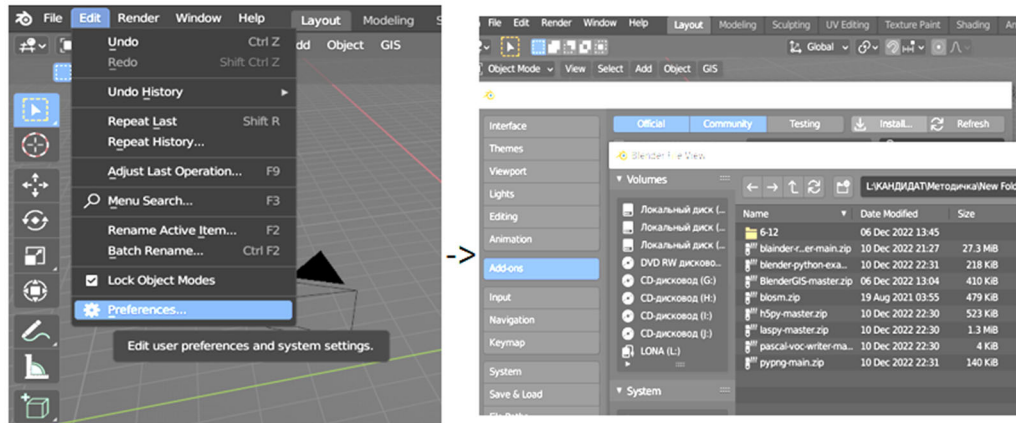 File Edit Render Window Help Layout Modeling S
dd Object GIS
Undo Ctrl Z
Redo Shift Ctrl Z
Undo History
Repeat Last Shift R
Repeat History...
Adjust Last Operation... F9
Menu Search... F3
Rename Active Item... F2
Batch Rename... Ctrl F2
Lock Object Modes
Preferences...
Edit user preferences and system settings.
->
File Edit Render Window Help Layout Modeling Sculpting UV Editing Texture Paint Shading An
Global
Object Mode View Select Add Object GIS
Interface
Themes
Viewport
Lights
Editing
Animation
Add-ons
Input
Navigation
Keymap
System
Save & Load
File Paths
Official Community Testing Install... Refresh
Blender File View
Volumes
Локальный диск (...
Локальный диск (...
Локальный диск (...
DVD RW дисково...
CD-дисковод (G:)
CD-дисковод (H:)
CD-дисковод (I:)
CD-дисковод (J:)
LONA (L:)
System
L:\КАНДИДАТ\Методичка\New Fold
Name Date Modified Size
6-12 06 Dec 2022 13:45
blainder-r...er-main.zip 10 Dec 2022 21:27 27.3 MiB
blender-python-exa... 10 Dec 2022 22:31 218 KiB
BlenderGIS-master.zip 06 Dec 2022 13:04 410 KiB
blosm.zip 19 Aug 2021 03:55 479 KiB
h5py-master.zip 10 Dec 2022 22:30 523 KiB
laspy-master.zip 10 Dec 2022 22:30 1.3 MiB
pascal-voc-writer-ma... 10 Dec 2022 22:30 4 KiB
pypng-main.zip 10 Dec 2022 22:31 140 KiB